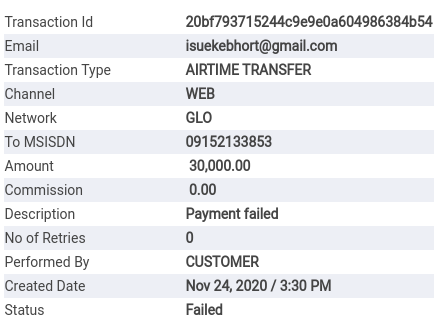 Transaction Id 20bf793715244c9e9e0a604986384b54
Email isuekebhort@gmail.com
Transaction Type AIRTIME TRANSFER
Channel WEB
Network GLO
To MSISDN 09152133853
Amount 30,000.00
Commission 0.00
Description Payment failed
No of Retries 0
Performed By CUSTOMER
Created Date Nov 24, 2020 / 3:30 PM
Status Failed